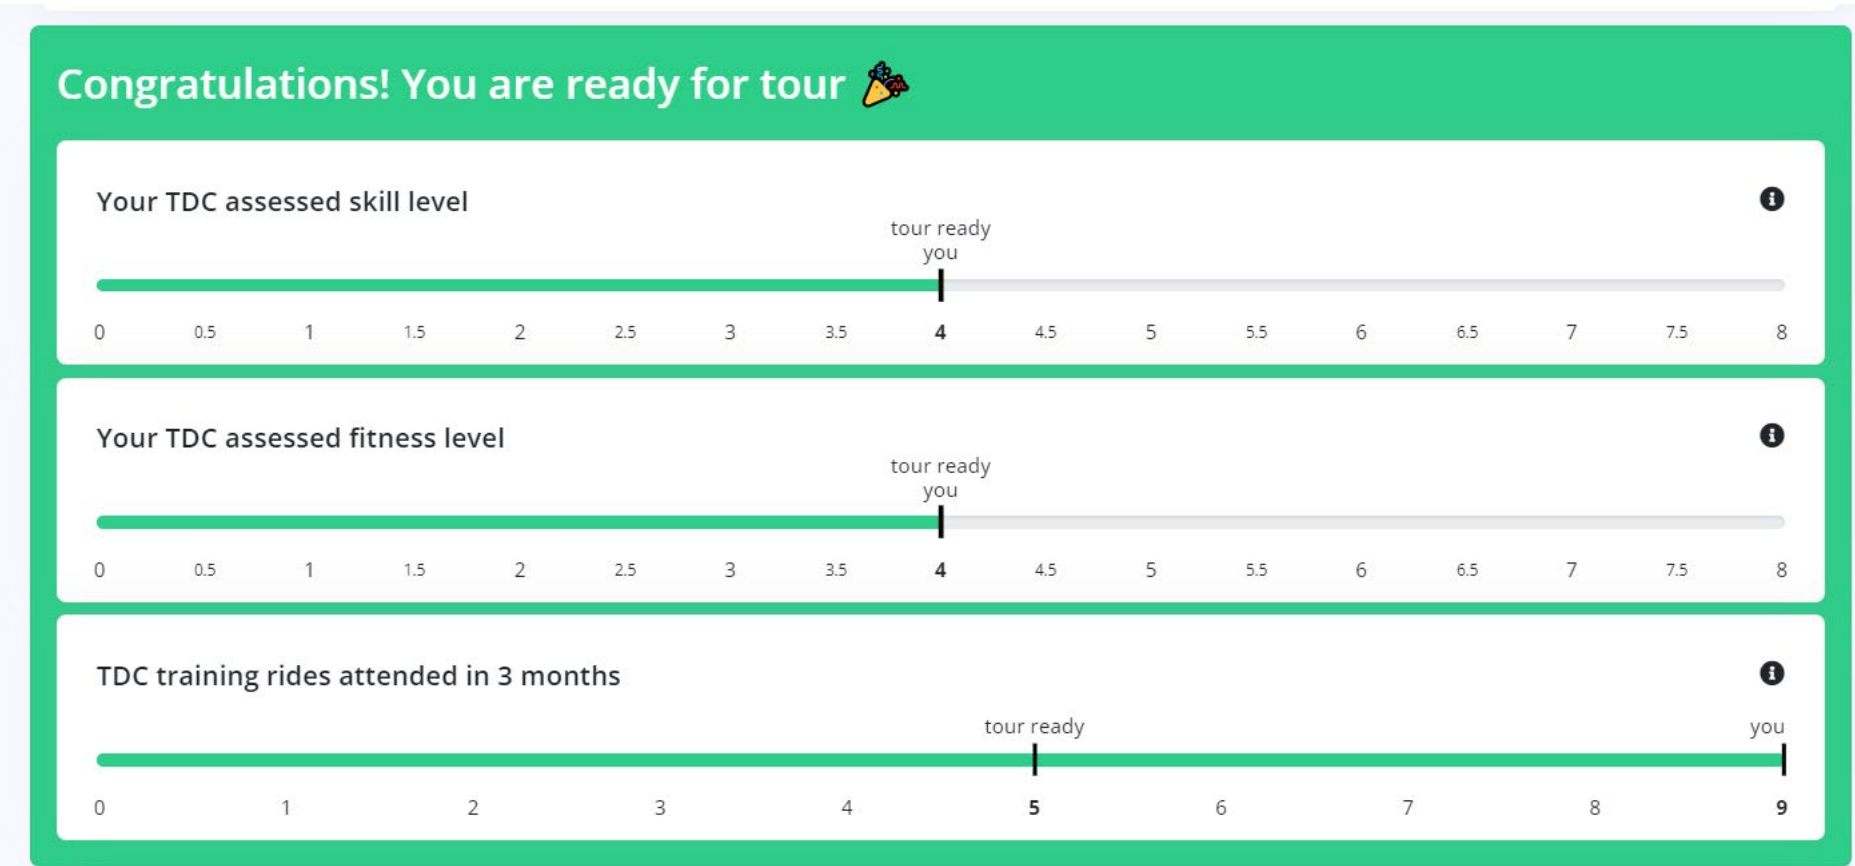 Congratulations! You are ready for tour 🎉
Your TDC assessed skill level
tour ready
you
0 0.5 1 1.5 2 2.5 3 3.5 4 4.5 5 5.5 6 6.5 7 7.5 8
Your TDC assessed fitness level
tour ready
you
0 0.5 1 1.5 2 2.5 3 3.5 4 4.5 5 5.5 6 6.5 7 7.5 8
TDC training rides attended in 3 months
tour ready you
0 1 2 3 4 5 6 7 8 9